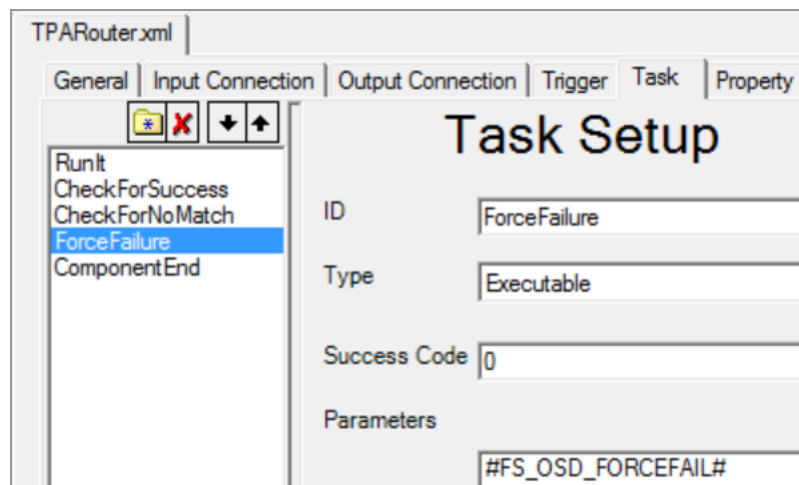 TPARouter.xml
General Input Connection Output Connection Trigger Task Property
Task Setup
RunIt
CheckForSuccess
CheckForNoMatch
ForceFailure
ComponentEnd
ID ForceFailure
Type Executable
Success Code 0
Parameters
#FS_OSD_FORCEFAIL#